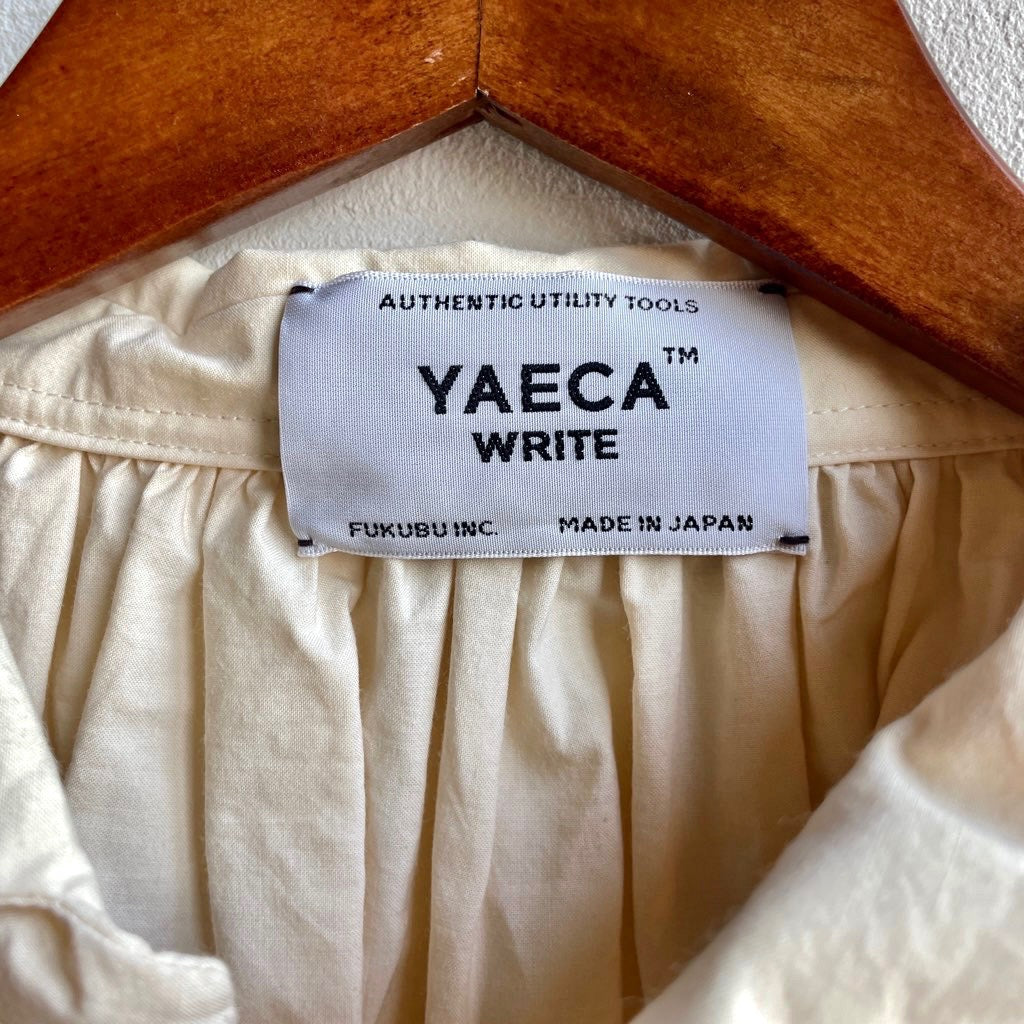 AUTHENTIC UTILITY TOOLS
YAECA™
WRITE
FUKUBU INC. MADE IN JAPAN